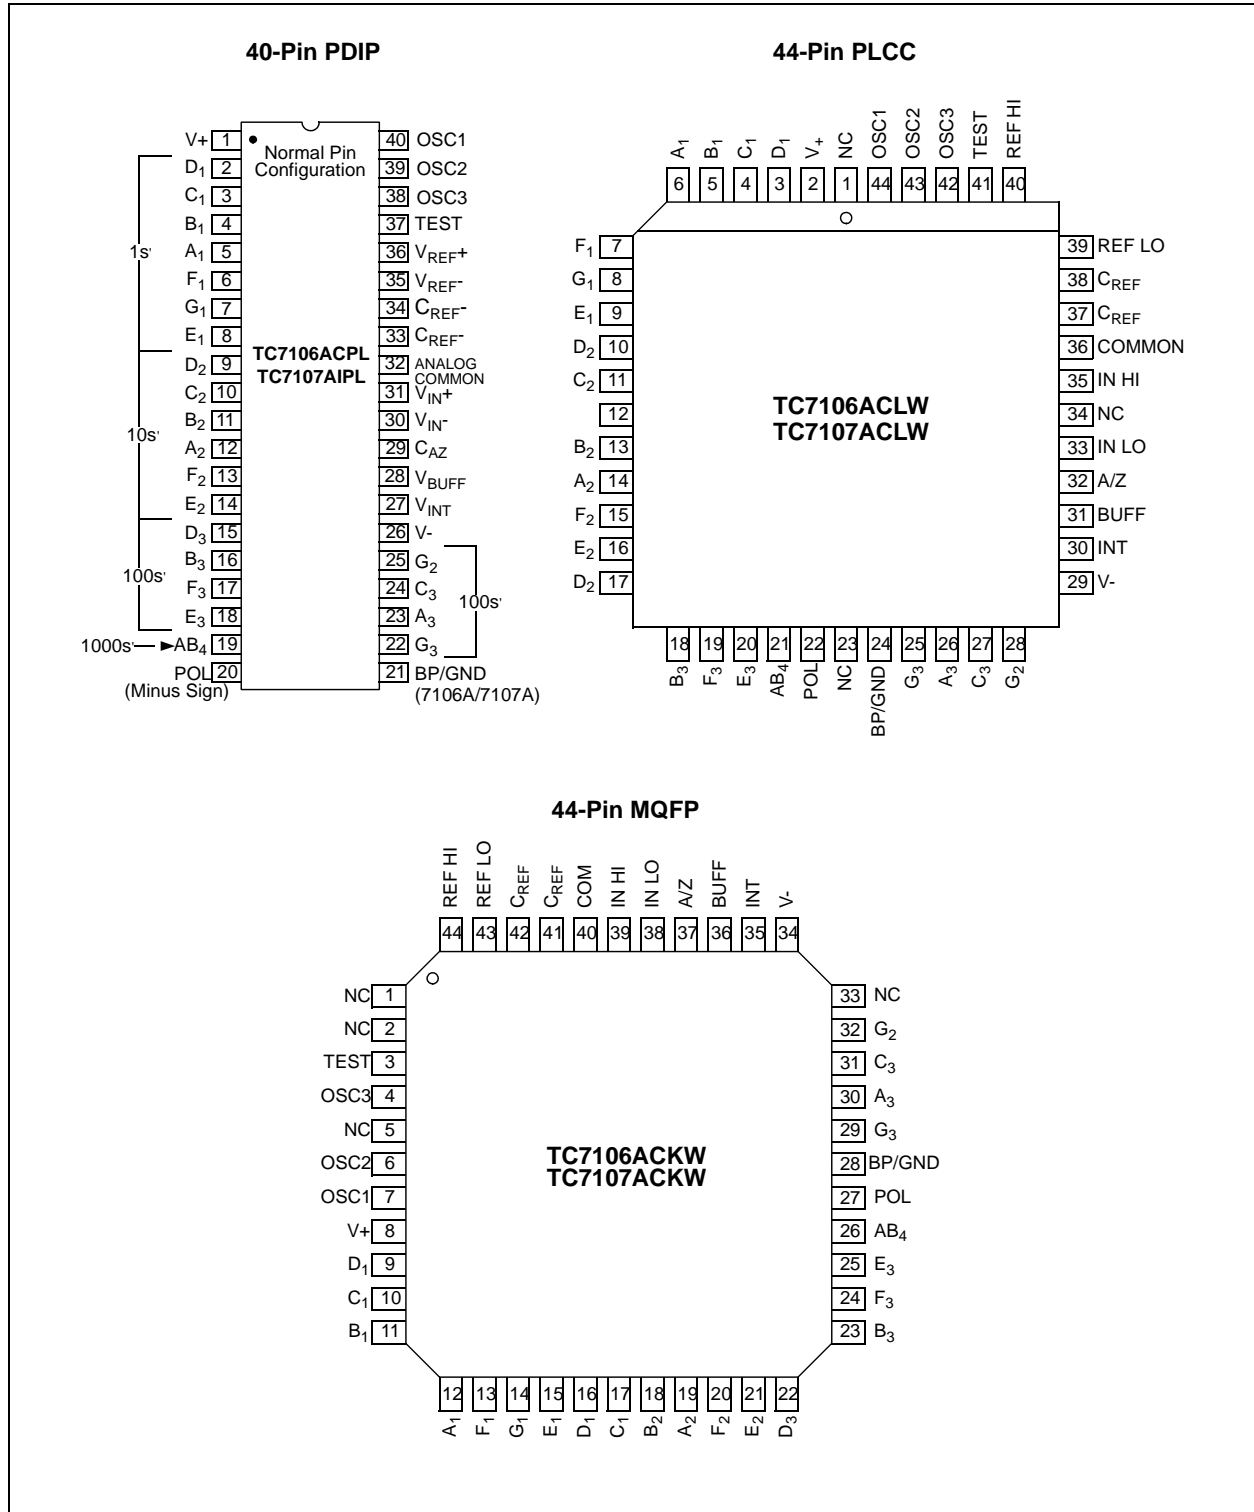 40-Pin PDIP
V+ 1
D1 2
C1 3
B1 4
A1 5
F1 6
G1 7
E1 8
D2 9
C2 10
B2 11
A2 12
F2 13
E2 14
D3 15
B3 16
F3 17
E3 18
AB4 19
POL 20
(Minus Sign)
1s'
10s'
100s'
1000s'
Normal Pin
Configuration
TC7106ACPL
TC7107AIPL
40 OSC1
39 OSC2
38 OSC3
37 TEST
36 VREF+
35 VREF-
34 CREF-
33 CREF-
32 ANALOG
COMMON
31 VIN+
30 VIN-
29 CAZ
28 VBUFF
27 VINT
26 V-
25 G2
24 C3
23 A3
22 G3
21 BP/GND
(7106A/7107A)
100s'
44-Pin PLCC
A1 B1 C1 D1 V+ NC OSC1 OSC2 OSC3 TEST REF HI
6 5 4 3 2 1 44 43 42 41 40
F1 7
G1 8
E1 9
D2 10
C2 11
12
B2 13
A2 14
F2 15
E2 16
D2 17
TC7106ACLW
TC7107ACLW
39 REF LO
38 CREF
37 CREF
36 COMMON
35 IN HI
34 NC
33 IN LO
32 A/Z
31 BUFF
30 INT
29 V-
18 19 20 21 22 23 24 25 26 27 28
B3 F3 E3 AB4 POL NC BP/GND G3 A3 C3 G2
44-Pin MQFP
REF HI REF LO CREF CREF COM IN HI IN LO A/Z BUFF INT V-
44 43 42 41 40 39 38 37 36 35 34
NC 1
NC 2
TEST 3
OSC3 4
NC 5
OSC2 6
OSC1 7
V+ 8
D1 9
C1 10
B1 11
TC7106ACKW
TC7107ACKW
33 NC
32 G2
31 C3
30 A3
29 G3
28 BP/GND
27 POL
26 AB4
25 E3
24 F3
23 B3
12 13 14 15 16 17 18 19 20 21 22
A1 F1 G1 E1 D1 C1 B2 A2 F2 E2 D3